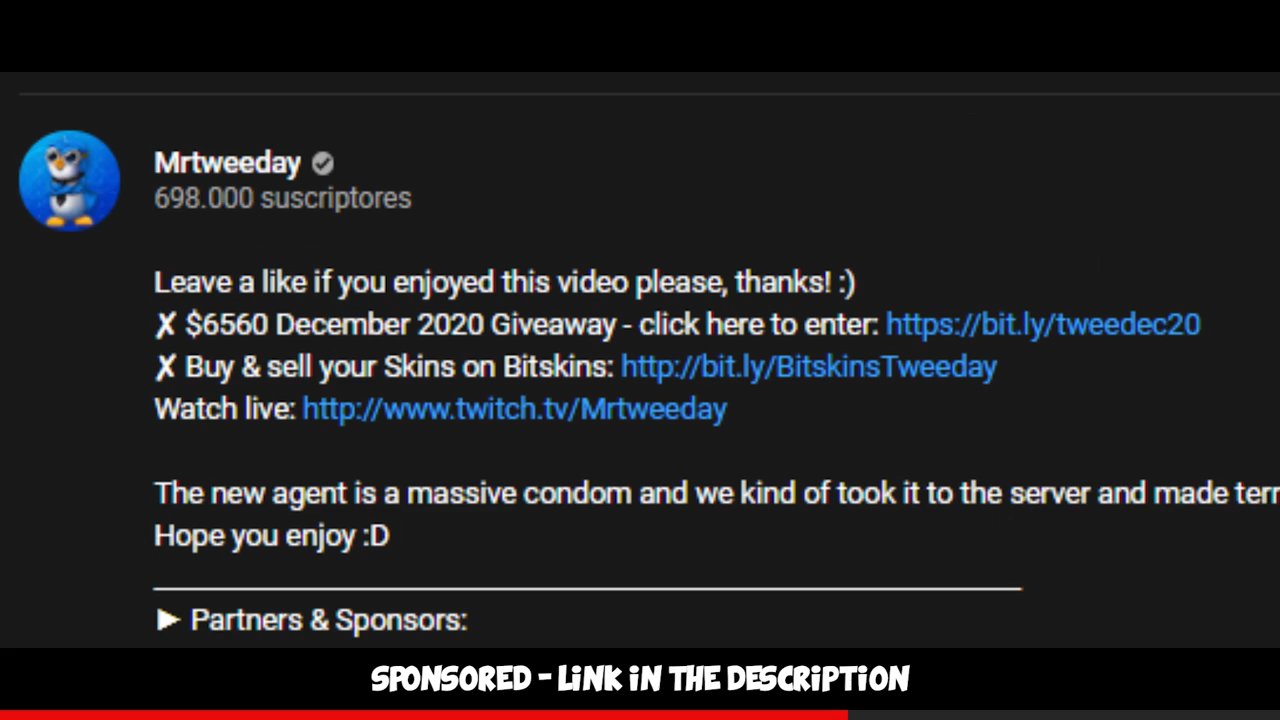 Mrtweeday
698.000 suscriptores
Leave a like if you enjoyed this video please, thanks! :)
✗ $6560 December 2020 Giveaway - click here to enter: https://bit.ly/tweedec20
✗ Buy & sell your Skins on Bitskins: http://bit.ly/BitskinsTweeday
Watch live: http://www.twitch.tv/Mrtweeday
The new agent is a massive condom and we kind of took it to the server and made
Hope you enjoy :D
► Partners & Sponsors:
SPONSORED - LINK IN THE DESCRIPTION